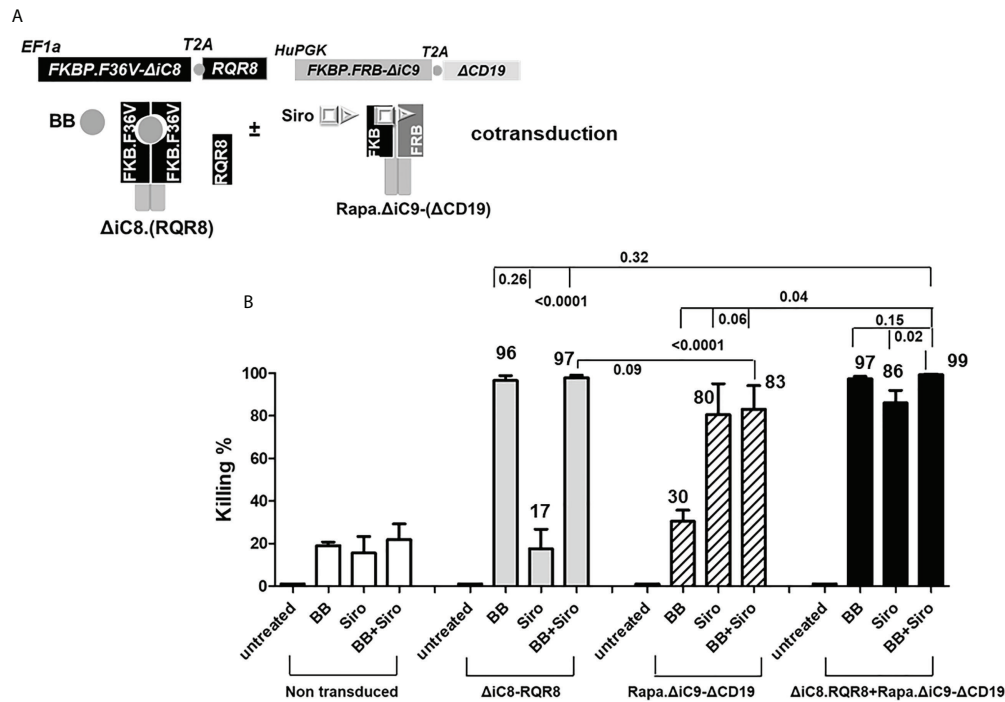 A
EF1a T2A HuPGK T2A
FKBP.F36V-ΔiC8 RQR8 FKBP.FRB-ΔiC9 ΔCD19
BB FKB.F36V FKB.F36V RQR8 ± Siro FKB FRB cotransduction
ΔiC8.(RQR8) Rapa.ΔiC9-(ΔCD19)
B
0.32
0.26 <0.0001
0.04
0.06 <0.0001
0.15
0.02
0.09
96 97 17
30 80 83
97 86 99
Killing %
100
80
60
40
20
0
untreated BB Siro BB+Siro untreated BB Siro BB+Siro untreated BB Siro BB+Siro untreated BB Siro BB+Siro
Non transduced ΔiC8-RQR8 Rapa.ΔiC9-ΔCD19 ΔiC8.RQR8+Rapa.ΔiC9-ΔCD19